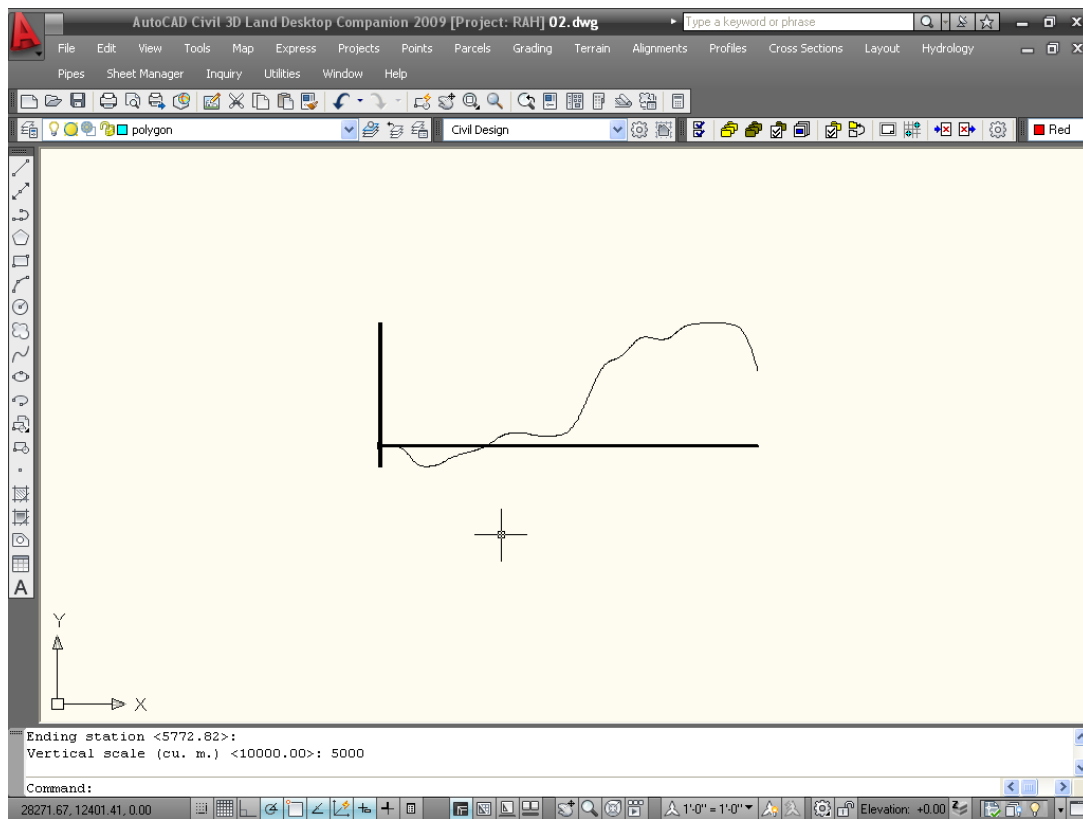 AutoCAD Civil 3D Land Desktop Companion 2009 [Project: RAH] 02.dwg
Type a keyword or phrase
File Edit View Tools Map Express Projects Points Parcels Grading Terrain Alignments Profiles Cross Sections Layout Hydrology
Pipes Sheet Manager Inquiry Utilities Window Help
polygon
Civil Design
Red
A
Y
X
Ending station <5772.82>:
Vertical scale (cu. m.) <10000.00>: 5000
Command:
28271.67, 12401.41, 0.00
1'-0" = 1'-0"
Elevation: +0.00